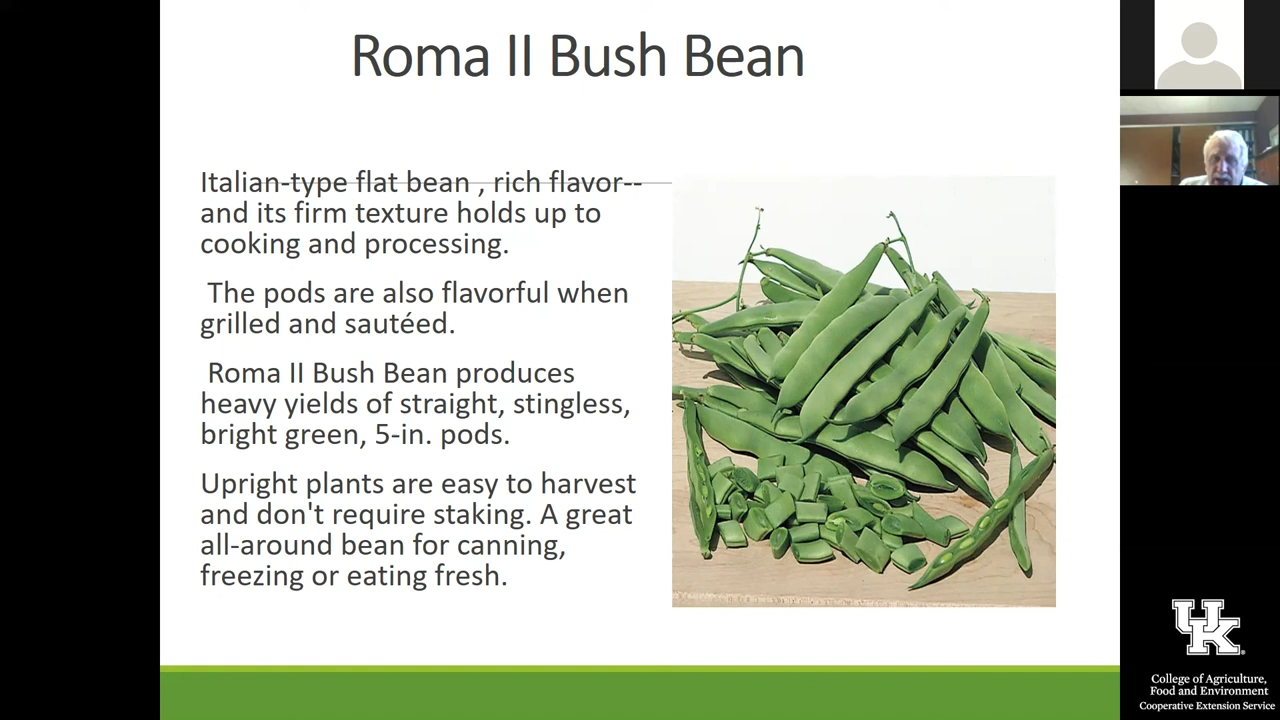 Roma II Bush Bean
Italian-type flat bean , rich flavor--
and its firm texture holds up to
cooking and processing.
The pods are also flavorful when
grilled and sautéed.
Roma II Bush Bean produces
heavy yields of straight, stingless,
bright green, 5-in. pods.
Upright plants are easy to harvest
and don't require staking. A great
all-around bean for canning,
freezing or eating fresh.
UK
College of Agriculture,
Food and Environment
Cooperative Extension Service